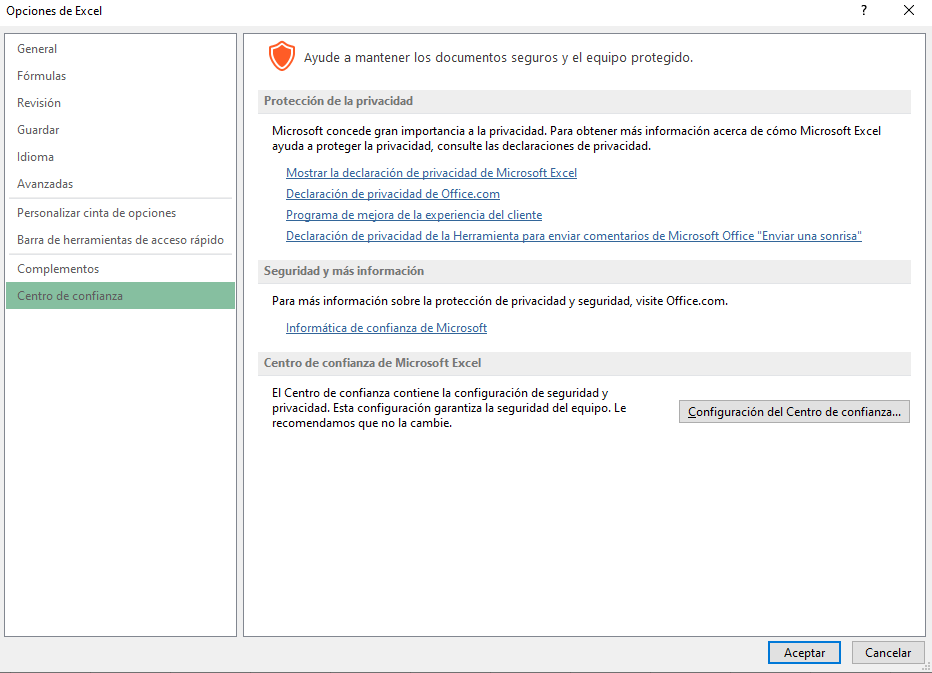 Opciones de Excel
?
General
Fórmulas
Revisión
Guardar
Idioma
Avanzadas
Personalizar cinta de opciones
Barra de herramientas de acceso rápido
Complementos
Centro de confianza
Ayude a mantener los documentos seguros y el equipo protegido.
Protección de la privacidad
Microsoft concede gran importancia a la privacidad. Para obtener más información acerca de cómo Microsoft Excel
ayuda a proteger la privacidad, consulte las declaraciones de privacidad.
Mostrar la declaración de privacidad de Microsoft Excel
Declaración de privacidad de Office.com
Programa de mejora de la experiencia del cliente
Declaración de privacidad de la Herramienta para enviar comentarios de Microsoft Office "Enviar una sonrisa"
Seguridad y más información
Para más información sobre la protección de privacidad y seguridad, visite Office.com.
Informática de confianza de Microsoft
Centro de confianza de Microsoft Excel
El Centro de confianza contiene la configuración de seguridad y
privacidad. Esta configuración garantiza la seguridad del equipo. Le
recomendamos que no la cambie.
Configuración del Centro de confianza...
Aceptar
Cancelar